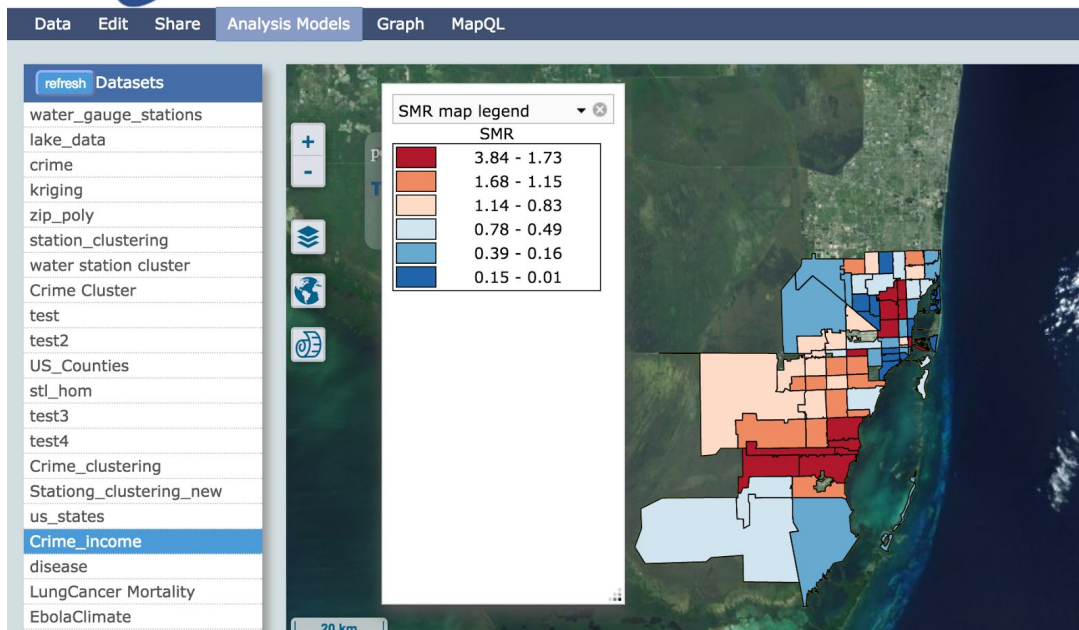 Data Edit Share Analysis Models Graph MapQL
refresh Datasets
water_gauge_stations
lake_data
crime
kriging
zip_poly
station_clustering
water station cluster
Crime Cluster
test
test2
US_Counties
stl_hom
test3
test4
Crime_clustering
Stationg_clustering_new
us_states
Crime_income
disease
LungCancer Mortality
EbolaClimate
+
-
SMR map legend
SMR
3.84 - 1.73
1.68 - 1.15
1.14 - 0.83
0.78 - 0.49
0.39 - 0.16
0.15 - 0.01
20 km